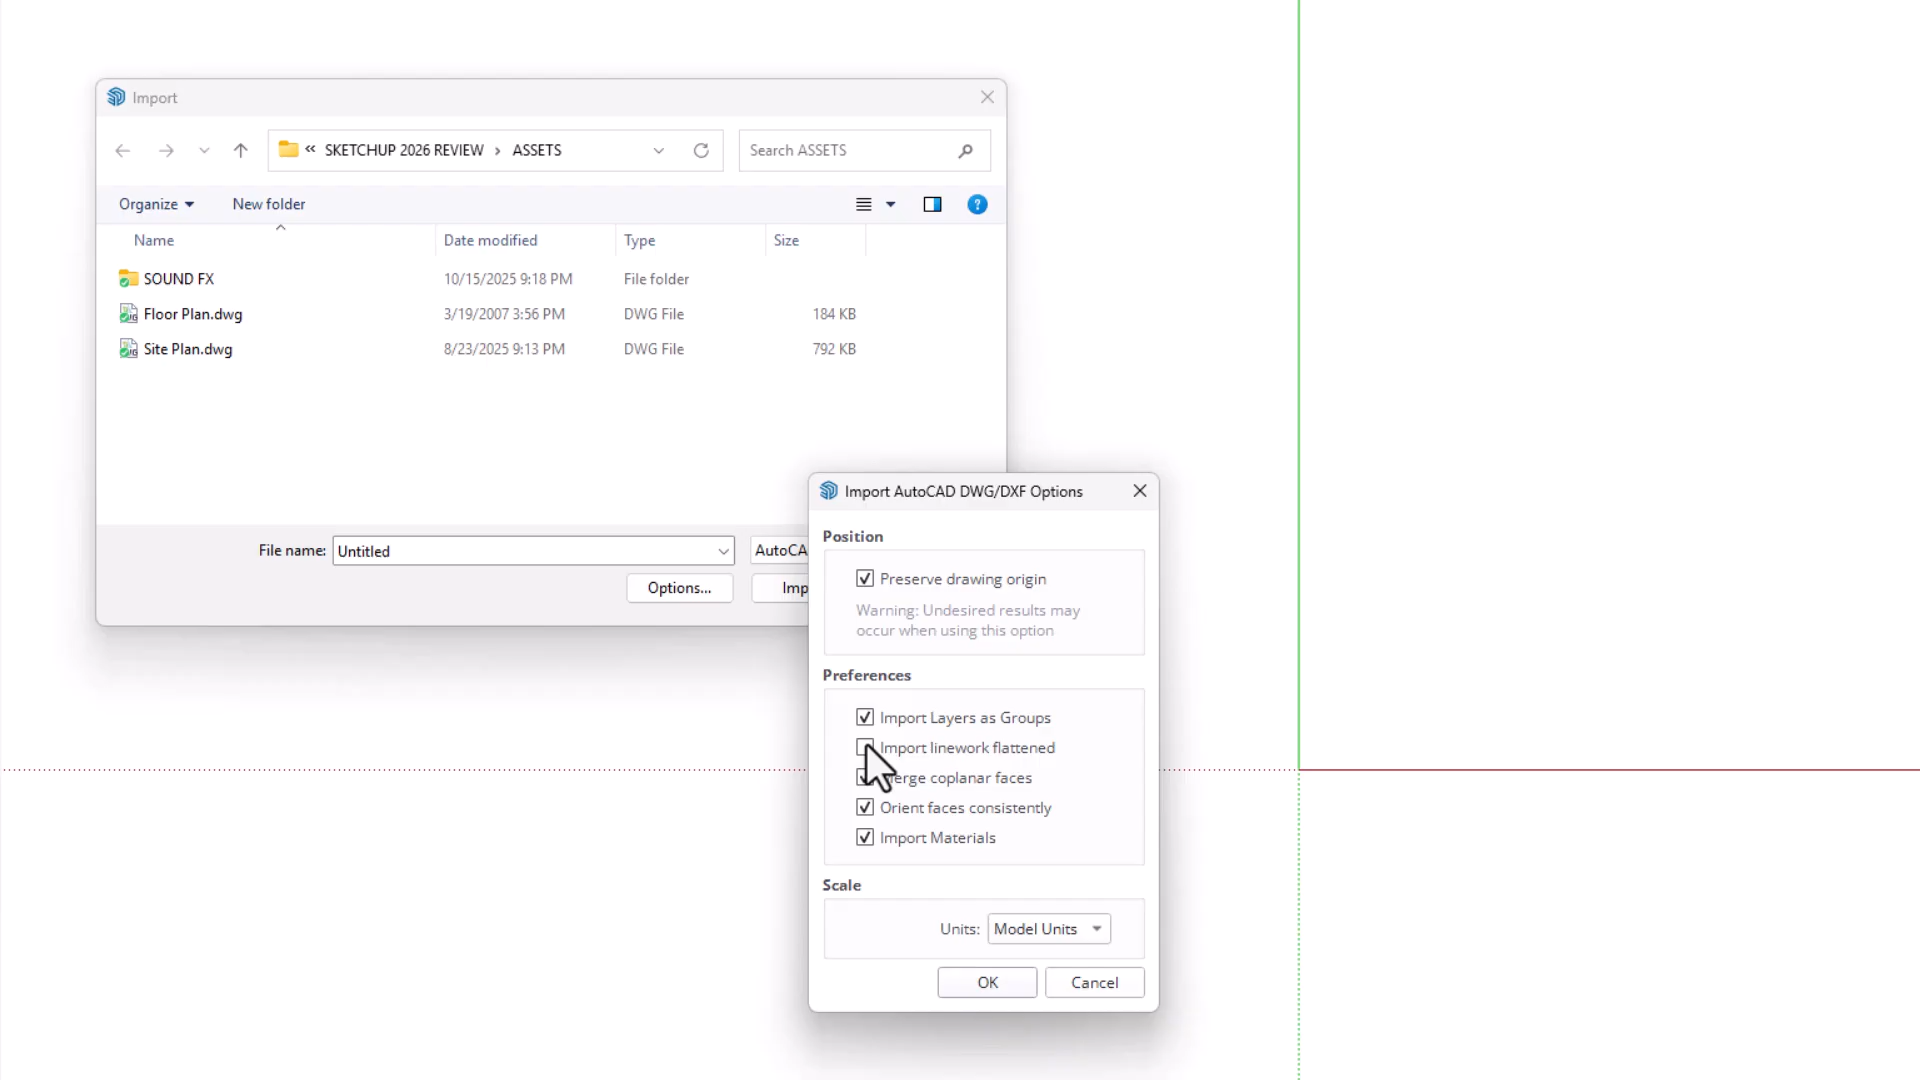 Import
« SKETCHUP 2026 REVIEW › ASSETS
Search ASSETS
Organize
New folder
Name
Date modified
Type
Size
SOUND FX
10/15/2025 9:18 PM
File folder
Floor Plan.dwg
3/19/2007 3:56 PM
DWG File
184 KB
Site Plan.dwg
8/23/2025 9:13 PM
DWG File
792 KB
File name:
Untitled
AutoCA
Options...
Imp
Import AutoCAD DWG/DXF Options
Position
Preserve drawing origin
Warning: Undesired results may
occur when using this option
Preferences
Import Layers as Groups
Import linework flattened
erge coplanar faces
Orient faces consistently
Import Materials
Scale
Units:
Model Units
OK
Cancel